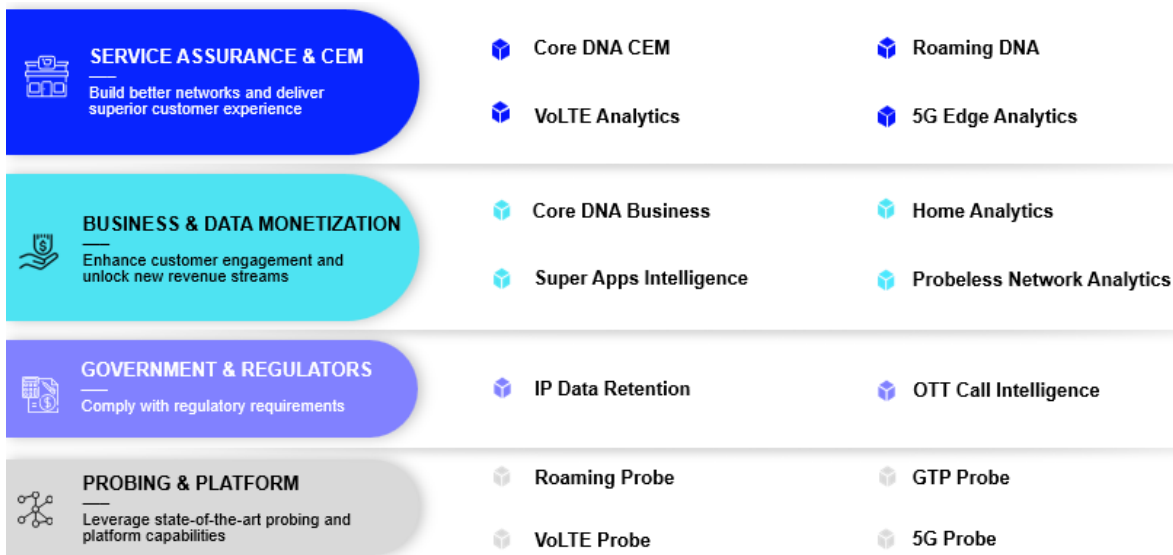 SERVICE ASSURANCE & CEM
Build better networks and deliver
superior customer experience
Core DNA CEM
Roaming DNA
VoLTE Analytics
5G Edge Analytics
BUSINESS & DATA MONETIZATION
Enhance customer engagement and
unlock new revenue streams
Core DNA Business
Home Analytics
Super Apps Intelligence
Probeless Network Analytics
GOVERNMENT & REGULATORS
Comply with regulatory requirements
IP Data Retention
OTT Call Intelligence
PROBING & PLATFORM
Leverage state-of-the-art probing and
platform capabilities
Roaming Probe
GTP Probe
VoLTE Probe
5G Probe